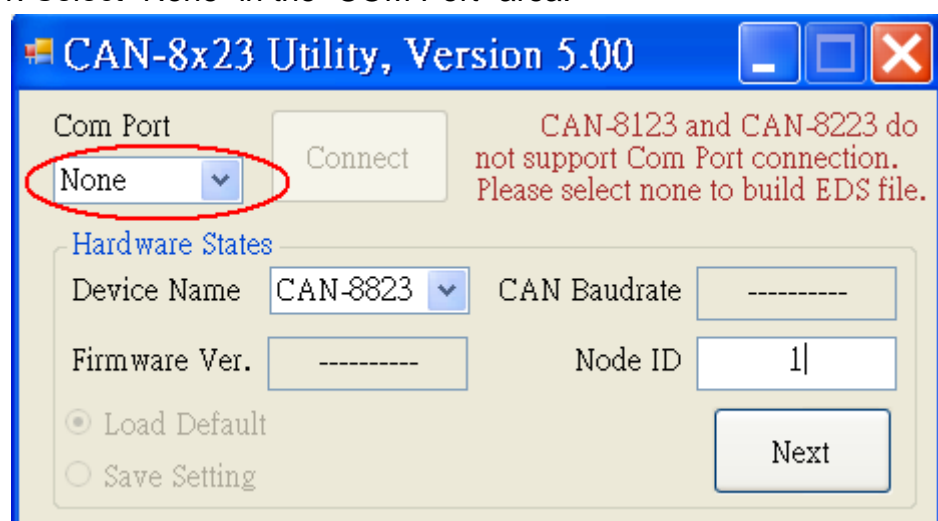 Select "None" in the "COM Port" area.
CAN-8x23 Utility, Version 5.00
Com Port
Connect
None
CAN-8123 and CAN-8223 do
not support Com Port connection.
Please select none to build EDS file.
Hardware States
Device Name
CAN-8823
CAN Baudrate
----------
Firmware Ver.
----------
Node ID
1
Load Default
Save Setting
Next